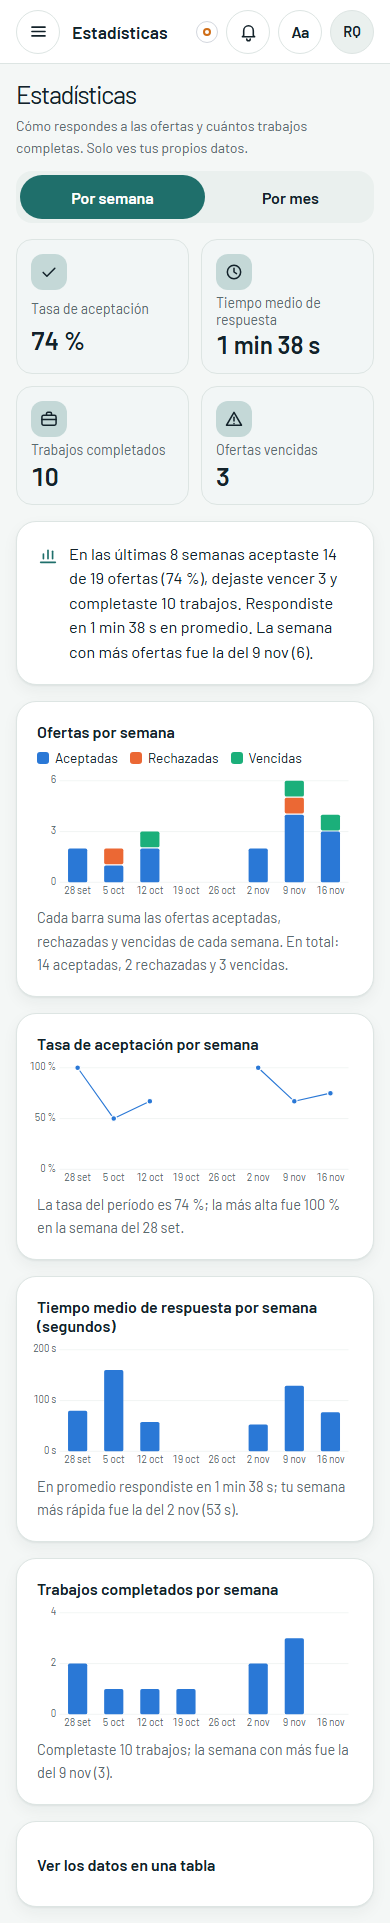 Estadísticas
Aa
RQ
Estadísticas
Cómo respondes a las ofertas y cuántos trabajos
completas. Solo ves tus propios datos.
Por semana
Por mes
Tasa de aceptación
74 %
Tiempo medio de
respuesta
1 min 38 s
Trabajos completados
10
Ofertas vencidas
3
En las últimas 8 semanas aceptaste 14
de 19 ofertas (74 %), dejaste vencer 3 y
completaste 10 trabajos. Respondiste
en 1 min 38 s en promedio. La semana
con más ofertas fue la del 9 nov (6).
Ofertas por semana
Aceptadas Rechazadas Vencidas
6
3
0
28 set 5 oct 12 oct 19 oct 26 oct 2 nov 9 nov 16 nov
Cada barra suma las ofertas aceptadas,
rechazadas y vencidas de cada semana. En total:
14 aceptadas, 2 rechazadas y 3 vencidas.
Tasa de aceptación por semana
100 %
50 %
0 %
28 set 5 oct 12 oct 19 oct 26 oct 2 nov 9 nov 16 nov
La tasa del período es 74 %; la más alta fue 100 %
en la semana del 28 set.
Tiempo medio de respuesta por semana
(segundos)
200 s
100 s
0 s
28 set 5 oct 12 oct 19 oct 26 oct 2 nov 9 nov 16 nov
En promedio respondiste en 1 min 38 s; tu semana
más rápida fue la del 2 nov (53 s).
Trabajos completados por semana
4
2
0
28 set 5 oct 12 oct 19 oct 26 oct 2 nov 9 nov 16 nov
Completaste 10 trabajos; la semana con más fue la
del 9 nov (3).
Ver los datos en una tabla